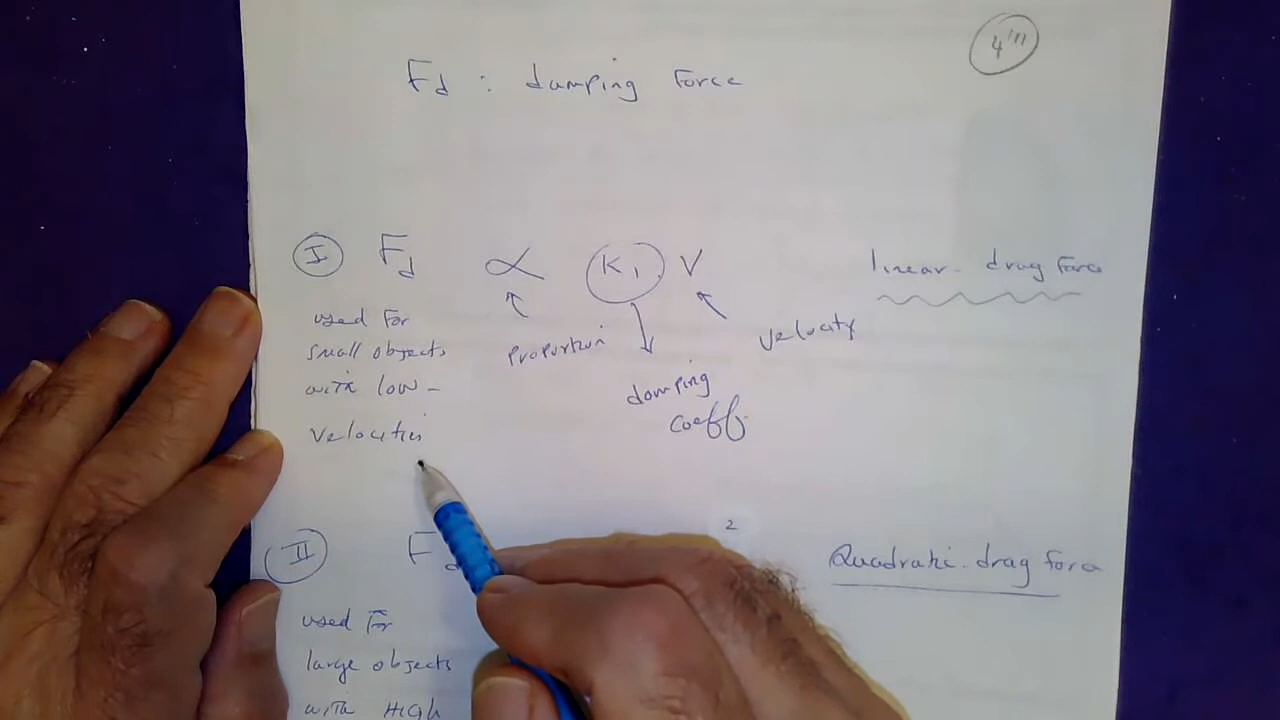 4'''
Fd : damping Force
I Fd ∝ K1 V linear drag Force
used For
small objects
with low -
velocities
proportion
damping
coeff.
velocity
II F 2 Quadratic drag force
used For
large objects
with HIGH